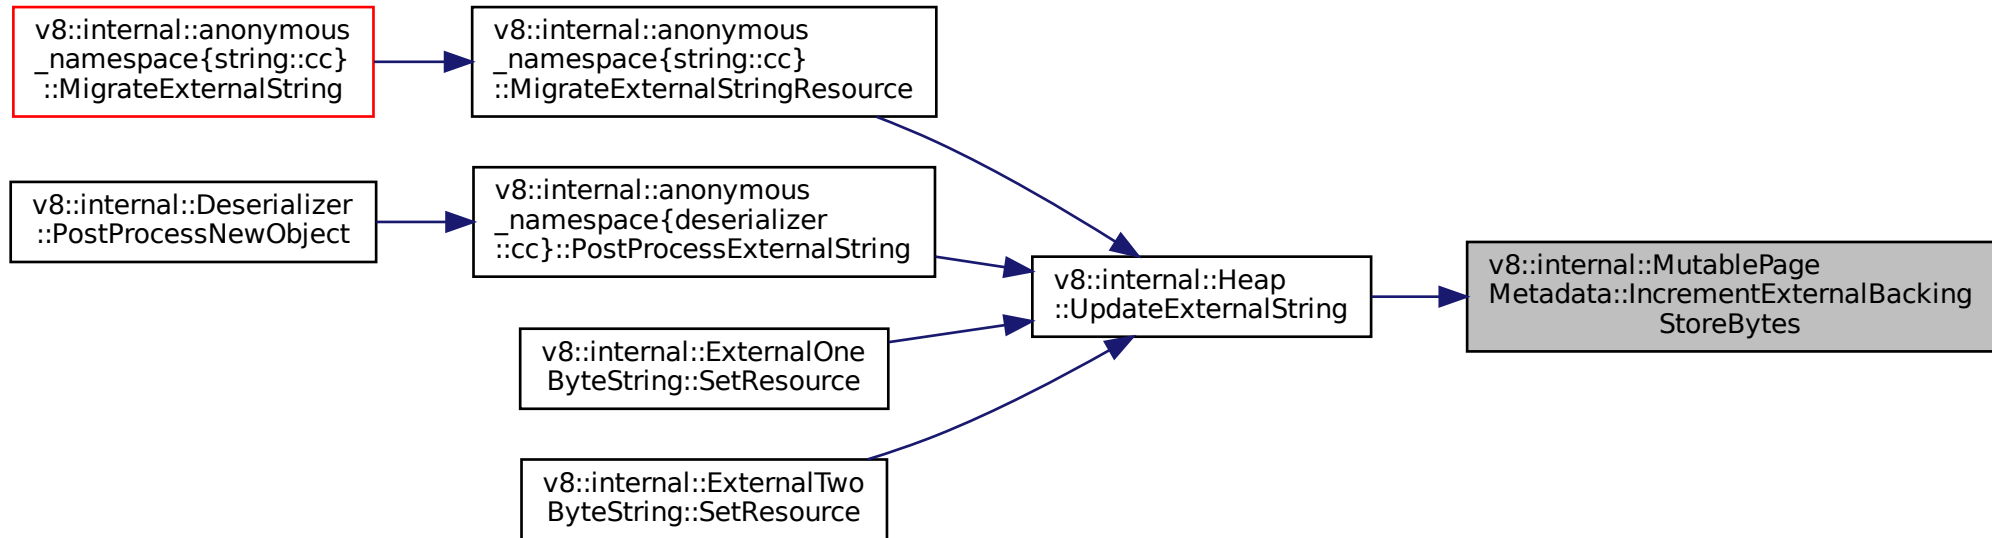 v8::internal::anonymous
_namespace{string::cc}
::MigrateExternalString
v8::internal::anonymous
_namespace{string::cc}
::MigrateExternalStringResource
v8::internal::Deserializer
::PostProcessNewObject
v8::internal::anonymous
_namespace{deserializer
::cc}::PostProcessExternalString
v8::internal::ExternalOne
ByteString::SetResource
v8::internal::ExternalTwo
ByteString::SetResource
v8::internal::Heap
::UpdateExternalString
v8::internal::MutablePage
Metadata::IncrementExternalBacking
StoreBytes